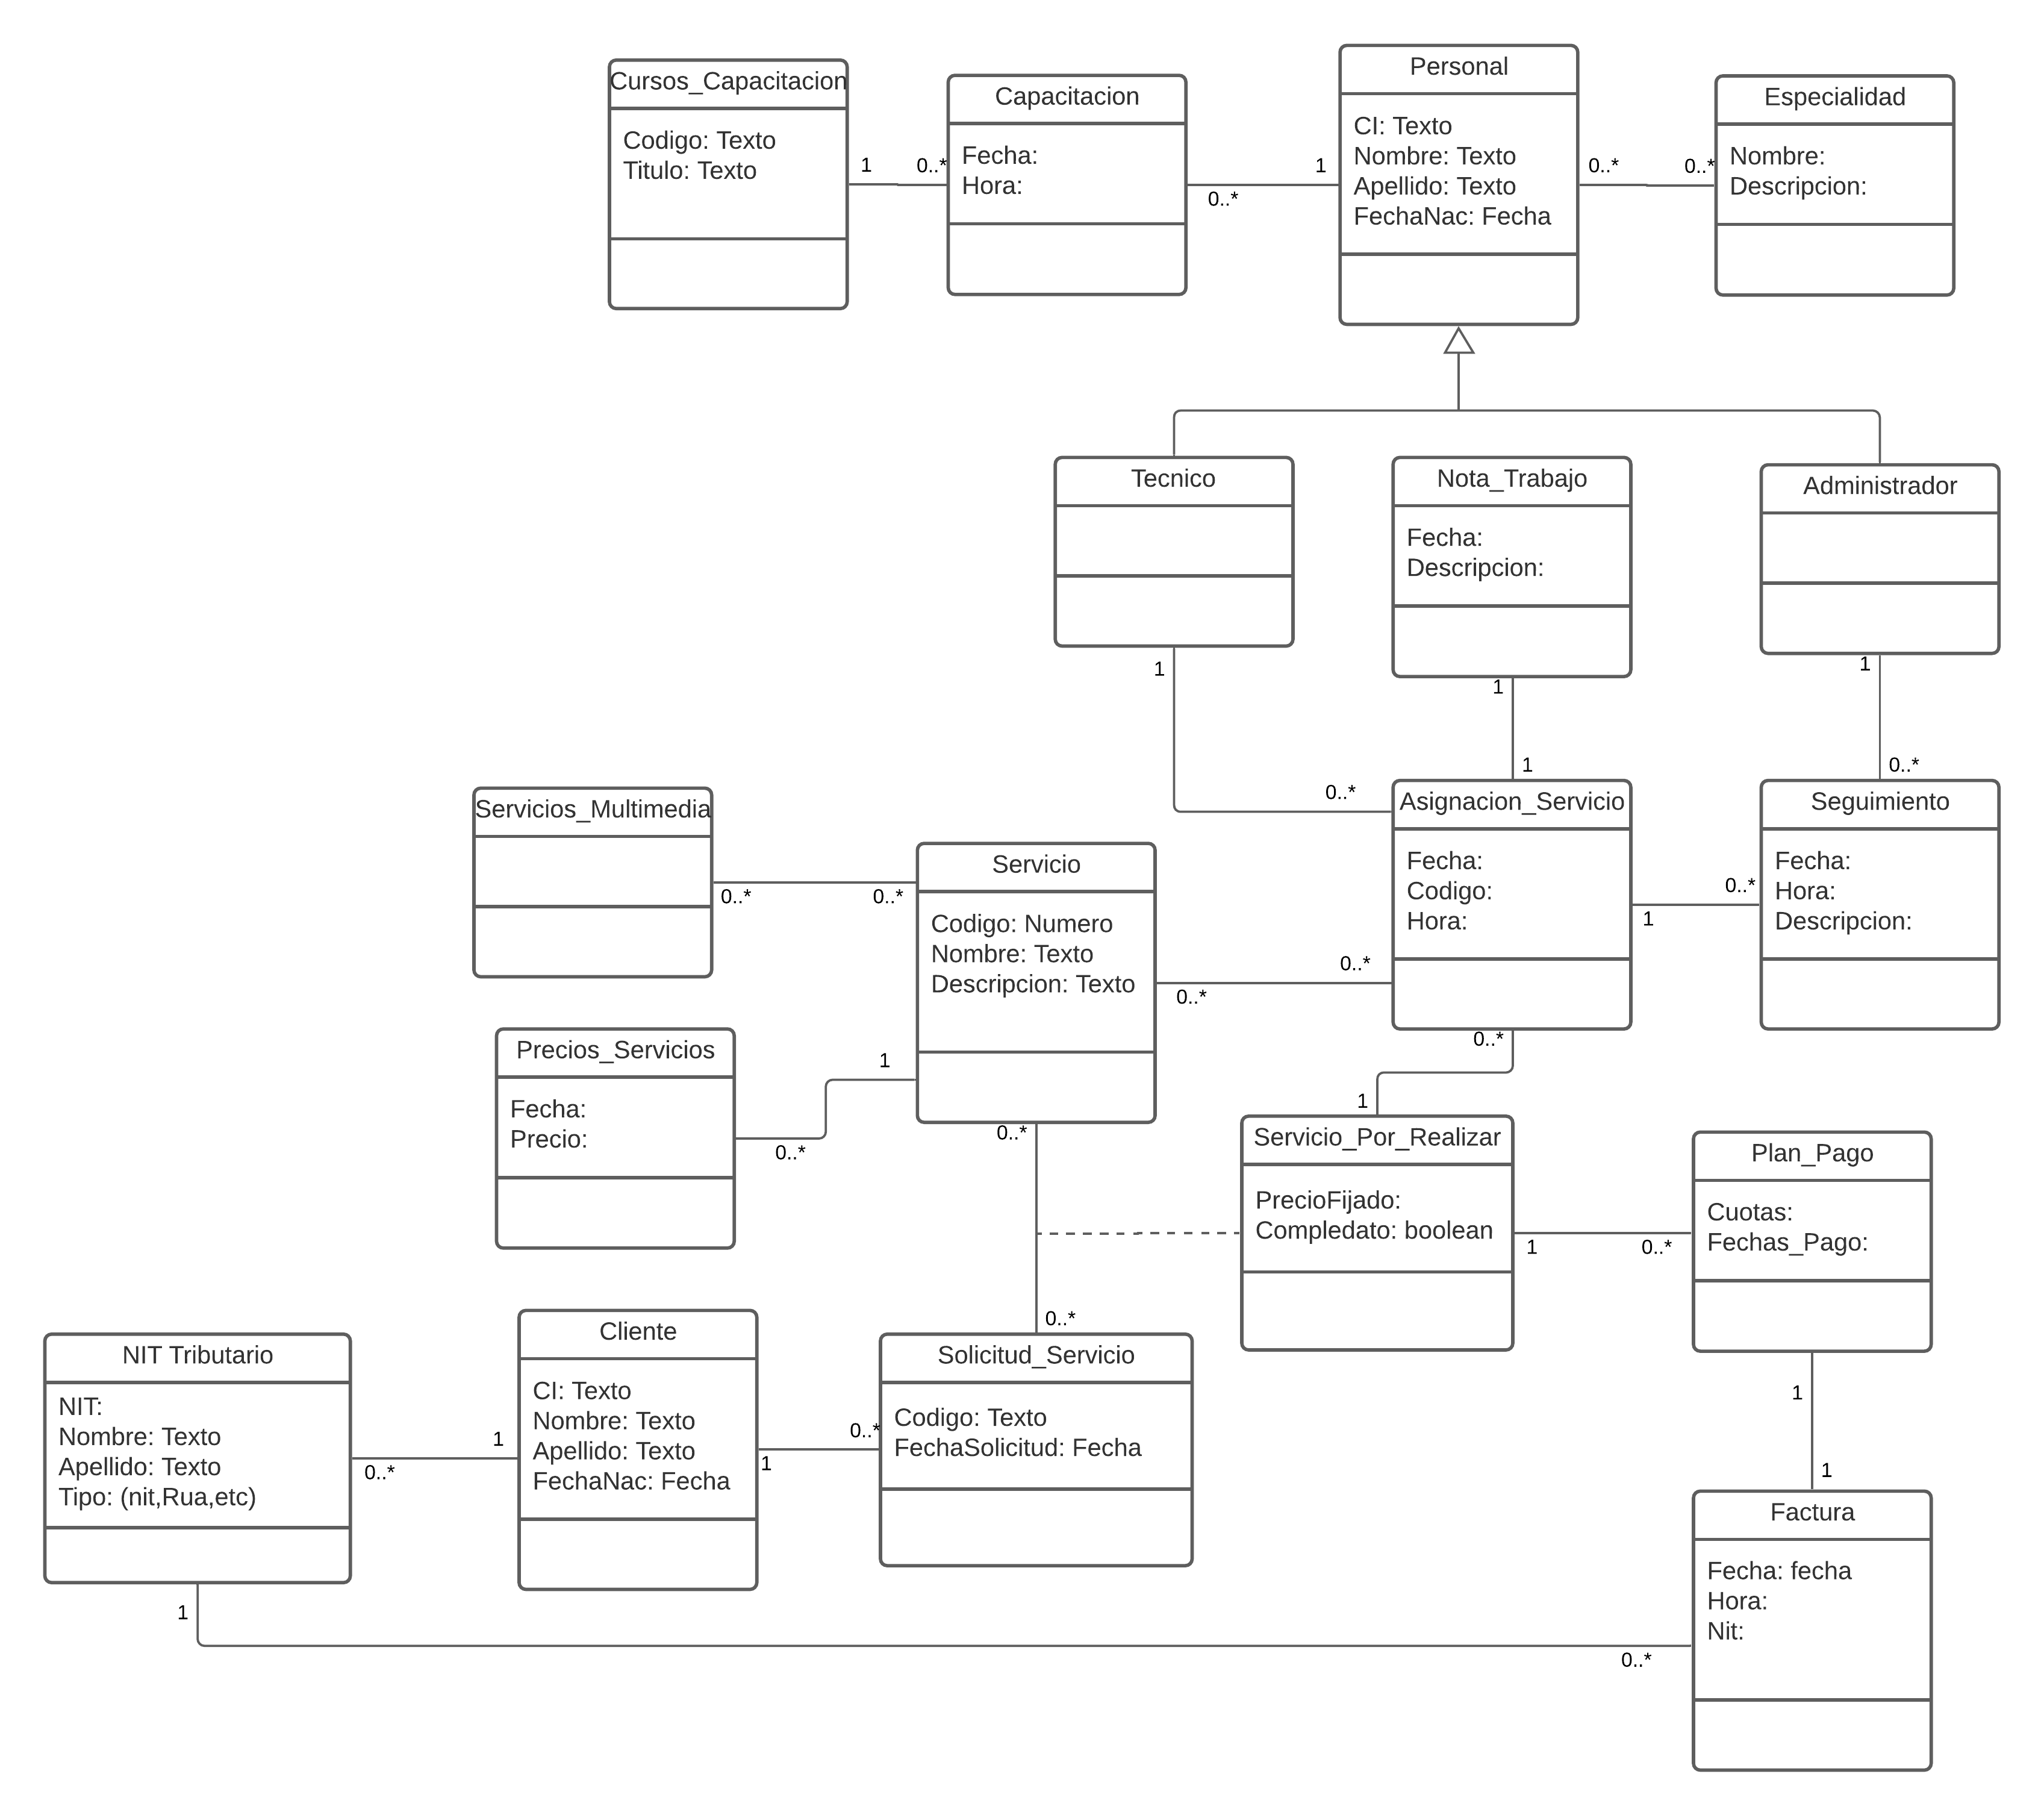 Cursos_Capacitacion
Codigo: Texto
Titulo: Texto
1
0..*
Capacitacion
Fecha:
Hora:
0..*
1
Personal
CI: Texto
Nombre: Texto
Apellido: Texto
FechaNac: Fecha
0..*
0..*
Especialidad
Nombre:
Descripcion:
Tecnico
1
Nota_Trabajo
Fecha:
Descripcion:
1
1
Administrador
1
0..*
0..*
Servicios_Multimedia
0..*
0..*
Servicio
Codigo: Numero
Nombre: Texto
Descripcion: Texto
0..*
0..*
Asignacion_Servicio
Fecha:
Codigo:
Hora:
1
0..*
Seguimiento
Fecha:
Hora:
Descripcion:
Precios_Servicios
Fecha:
Precio:
0..*
1
0..*
0..*
1
Servicio_Por_Realizar
PrecioFijado:
Compledato: boolean
1
0..*
Plan_Pago
Cuotas:
Fechas_Pago:
1
1
0..*
NIT Tributario
NIT:
Nombre: Texto
Apellido: Texto
Tipo: (nit,Rua,etc)
0..*
1
Cliente
CI: Texto
Nombre: Texto
Apellido: Texto
FechaNac: Fecha
1
0..*
Solicitud_Servicio
Codigo: Texto
FechaSolicitud: Fecha
Factura
Fecha: fecha
Hora:
Nit:
1
0..*